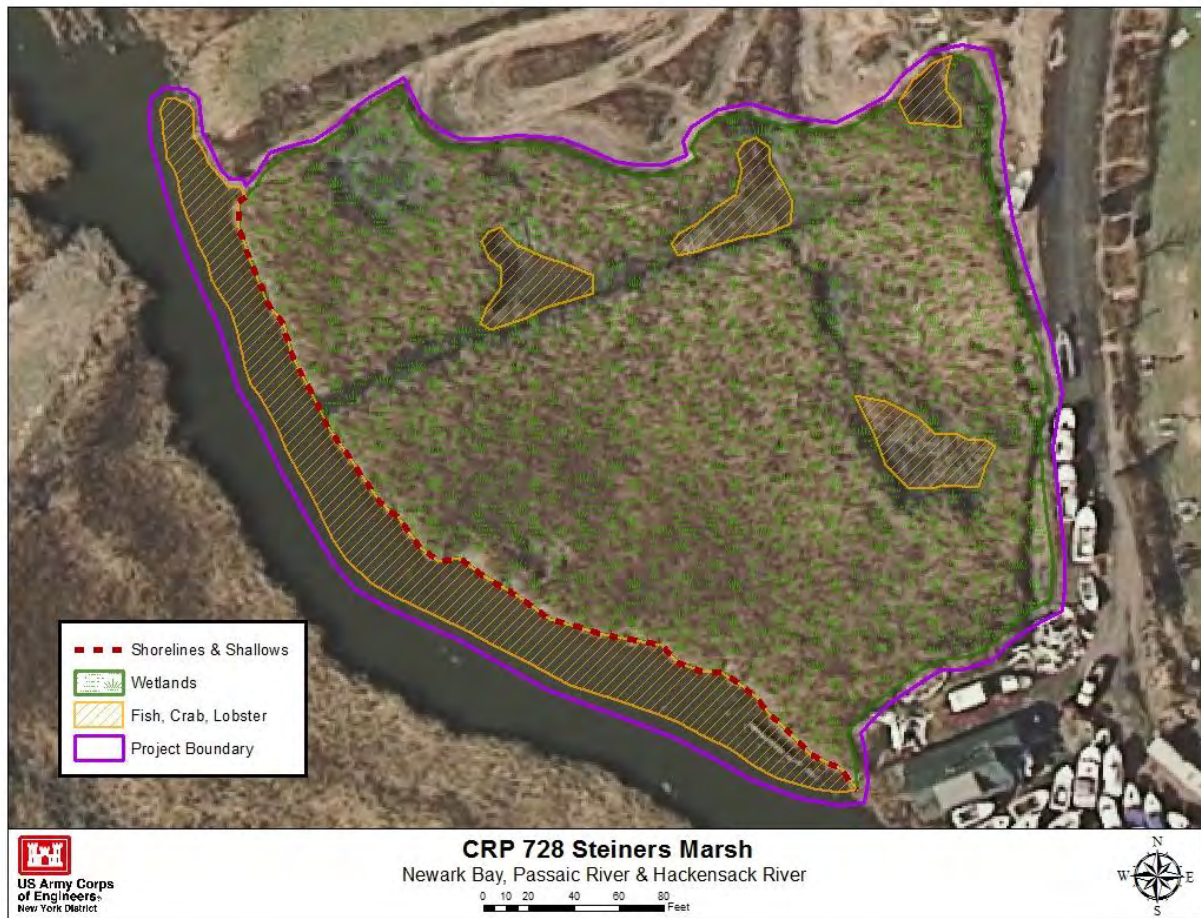 Shorelines & Shallows
Wetlands
Fish, Crab, Lobster
Project Boundary
US Army Corps
of Engineers®
New York District
CRP 728 Steiners Marsh
Newark Bay, Passaic River & Hackensack River
0 10 20 40 60 80
Feet
N
W E
S